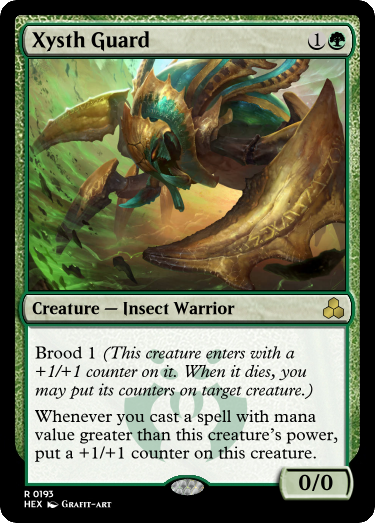 Xysth Guard 1
Creature — Insect Warrior
Brood 1 (This creature enters with a
+1/+1 counter on it. When it dies, you
may put its counters on target creature.)
Whenever you cast a spell with mana
value greater than this creature's power,
put a +1/+1 counter on this creature.
0/0
R 0193
HEX Grafit-art